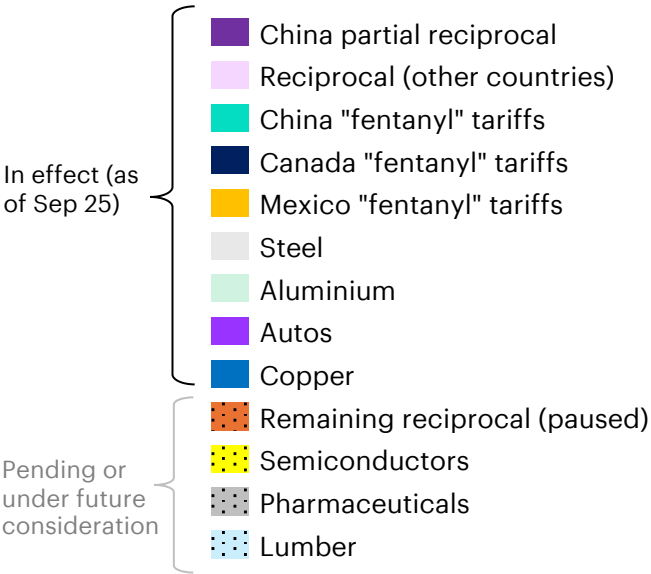 China partial reciprocal
Reciprocal (other countries)
China "fentanyl" tariffs
Canada "fentanyl" tariffs
Mexico "fentanyl" tariffs
Steel
Aluminium
Autos
Copper
In effect (as
of Sep 25)
Remaining reciprocal (paused)
Semiconductors
Pharmaceuticals
Lumber
Pending or
under future
consideration